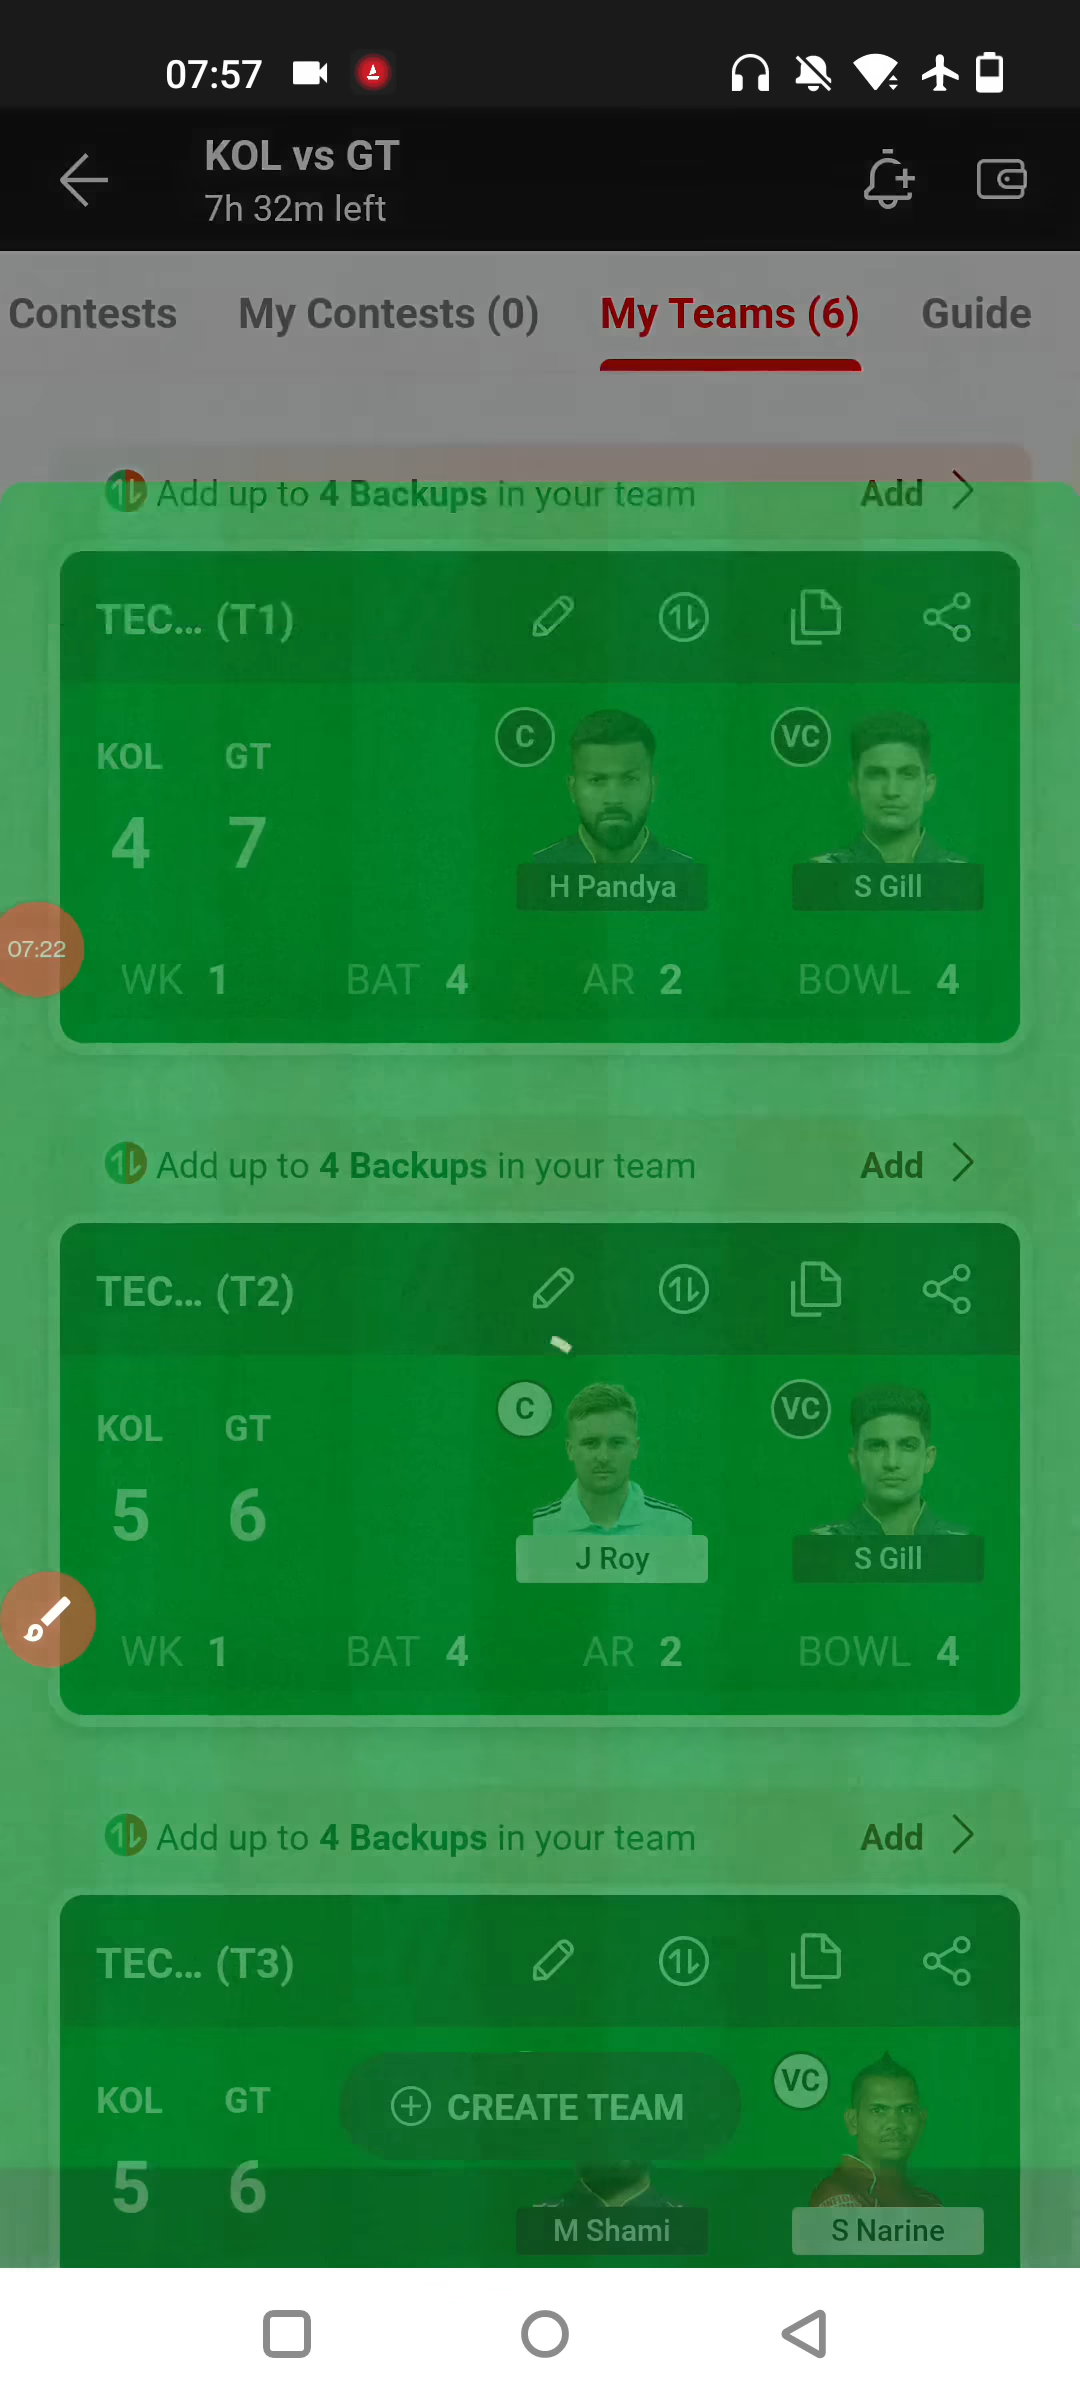 07:57
KOL vs GT
7h 32m left
Contests My Contests (0) My Teams (6) Guide
Add up to 4 Backups in your team Add
TEC... (T1)
C VC
KOL GT
4 7
H Pandya S Gill
07:22
WK 1 BAT 4 AR 2 BOWL 4
Add up to 4 Backups in your team Add
TEC... (T2)
C VC
KOL GT
5 6
J Roy S Gill
WK 1 BAT 4 AR 2 BOWL 4
Add up to 4 Backups in your team Add
TEC... (T3)
VC
KOL GT
CREATE TEAM
5 6
M Shami S Narine